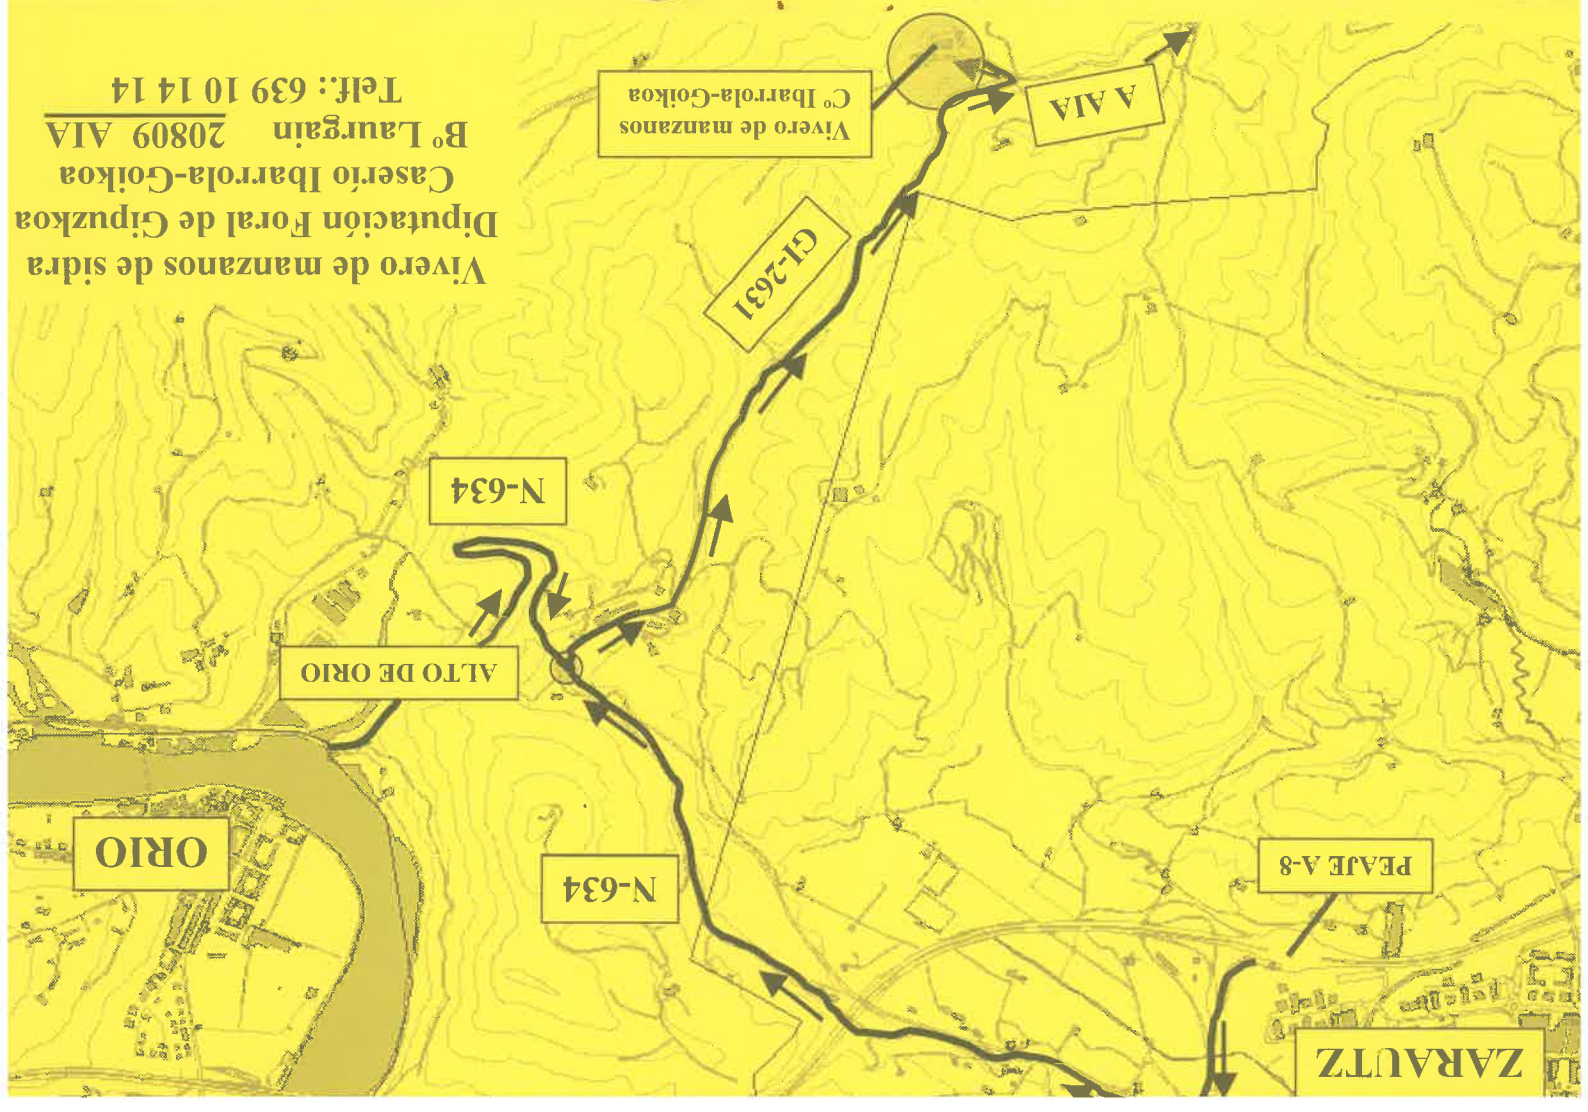 ZARAUTZ
PEAJE A-8
N-634
ORIO
ALTO DE ORIO
N-634
GI-2631
Vivero de manzanos de sidra
Diputación Foral de Gipuzkoa
Caserío Ibarrola-Goikoa
Bº Laurgain 20809 AIA
Telf.: 639 10 14 14
A AIA
Vivero de manzanos
Cº Ibarrola-Goikoa